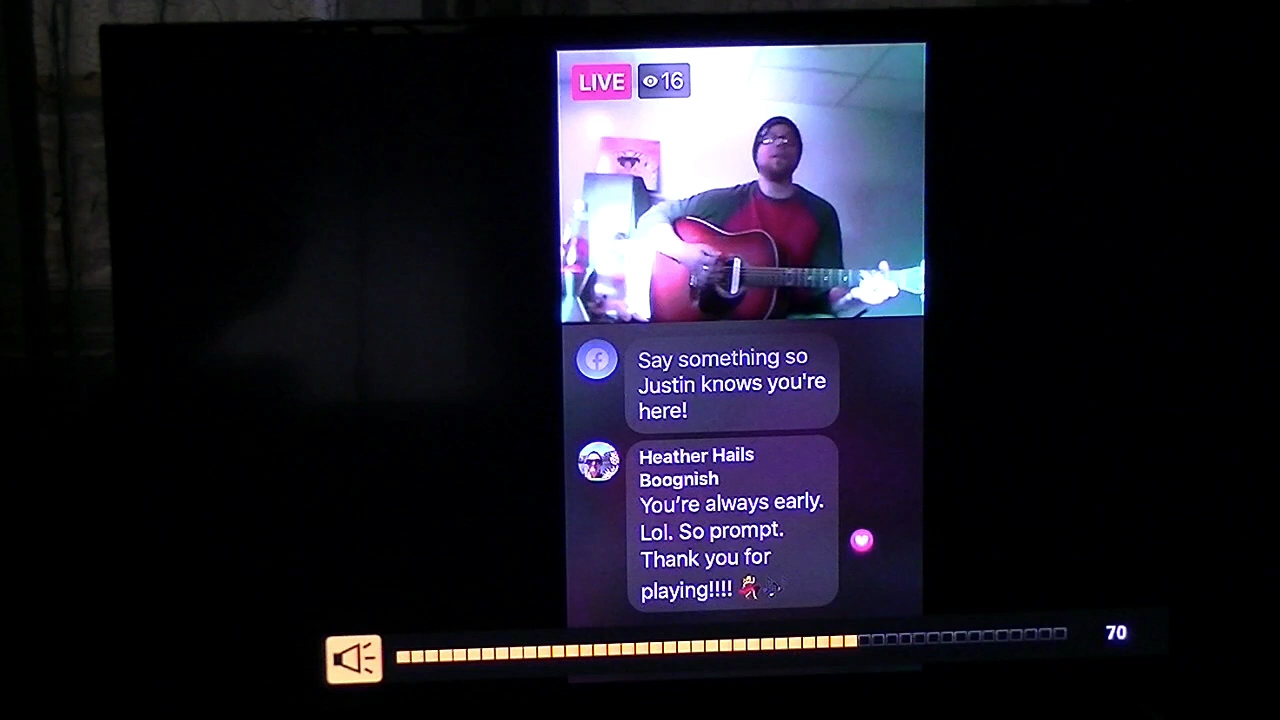 LIVE 16
Say something so
Justin knows you're
here!
Heather Hails
Boognish
You're always early.
Lol. So prompt.
Thank you for
playing!!!! 💃🎶
70